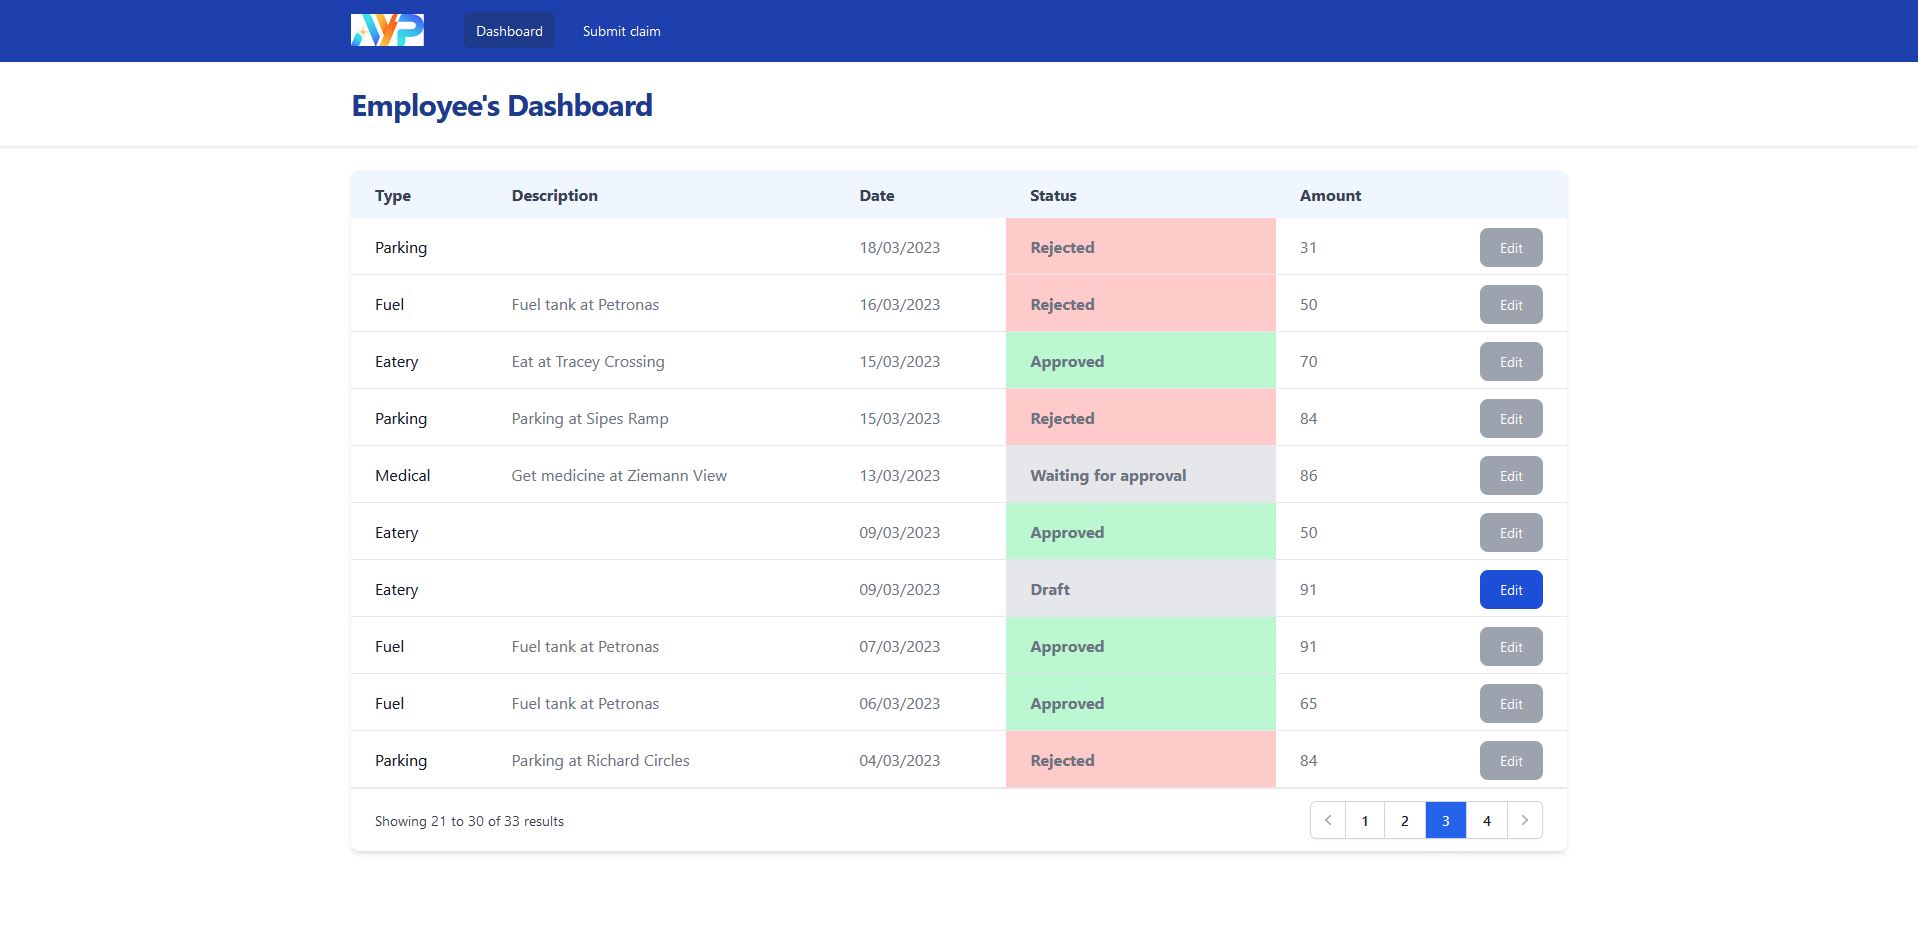 AYP Dashboard Submit claim
Employee's Dashboard
Type Description Date Status Amount
Parking 18/03/2023 Rejected 31 Edit
Fuel Fuel tank at Petronas 16/03/2023 Rejected 50 Edit
Eatery Eat at Tracey Crossing 15/03/2023 Approved 70 Edit
Parking Parking at Sipes Ramp 15/03/2023 Rejected 84 Edit
Medical Get medicine at Ziemann View 13/03/2023 Waiting for approval 86 Edit
Eatery 09/03/2023 Approved 50 Edit
Eatery 09/03/2023 Draft 91 Edit
Fuel Fuel tank at Petronas 07/03/2023 Approved 91 Edit
Fuel Fuel tank at Petronas 06/03/2023 Approved 65 Edit
Parking Parking at Richard Circles 04/03/2023 Rejected 84 Edit
Showing 21 to 30 of 33 results 1 2 3 4